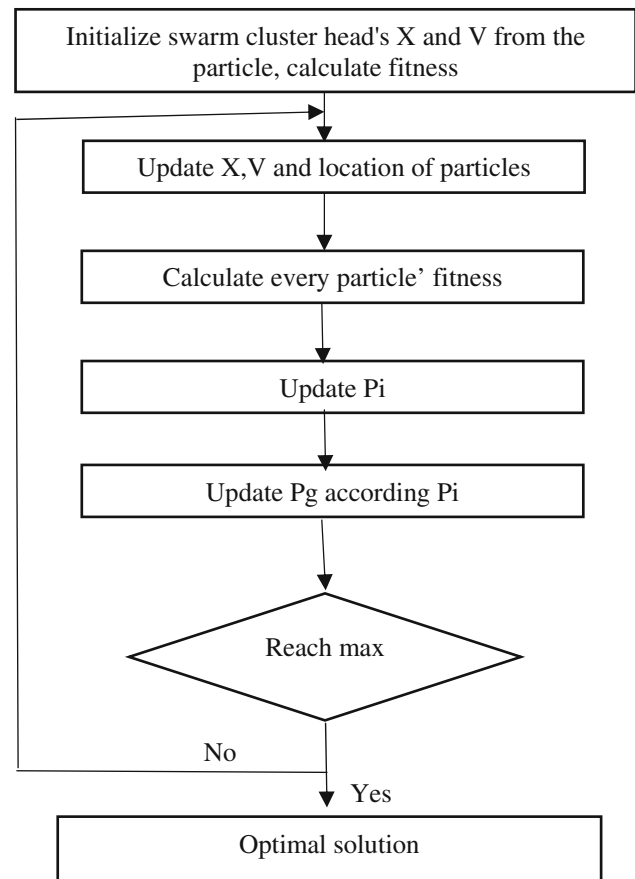 Initialize swarm cluster head's X and V from the
particle, calculate fitness
Update X,V and location of particles
Calculate every particle’ fitness
Update Pi
Update Pg according Pi
Reach max
No
Yes
Optimal solution